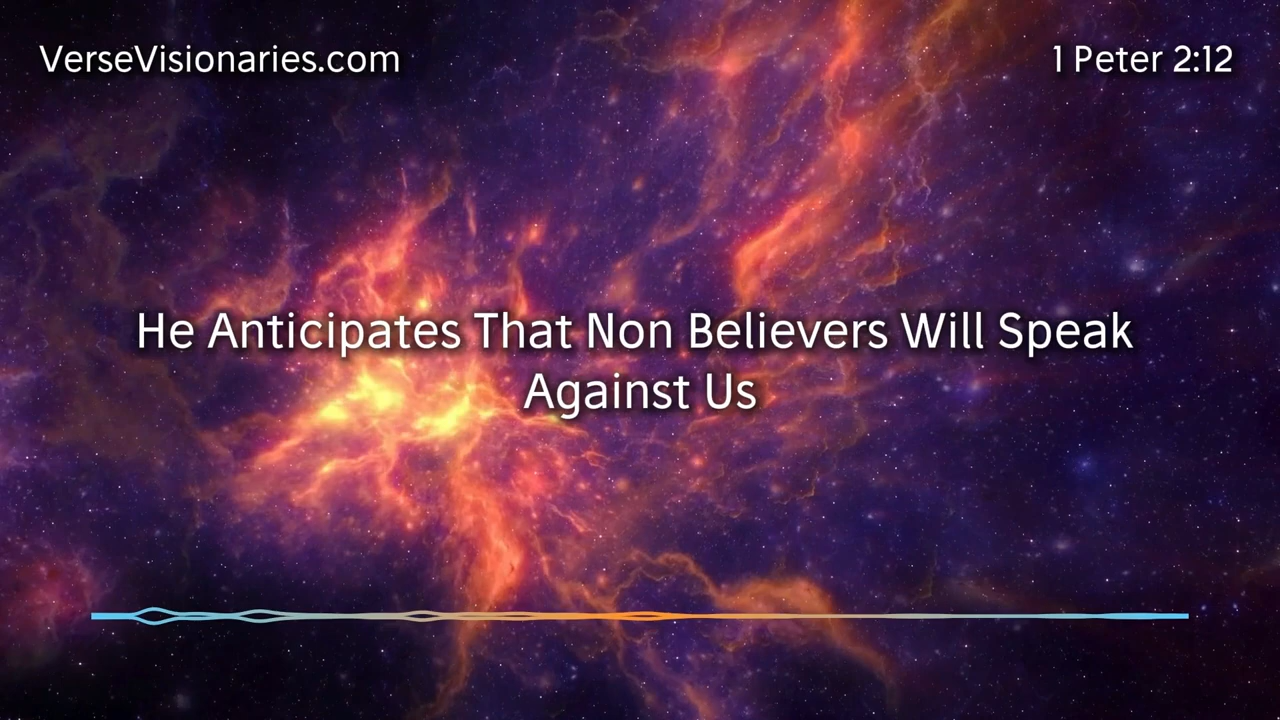 VerseVisionaries.com
1 Peter 2:12
He Anticipates That Non Believers Will Speak
Against Us